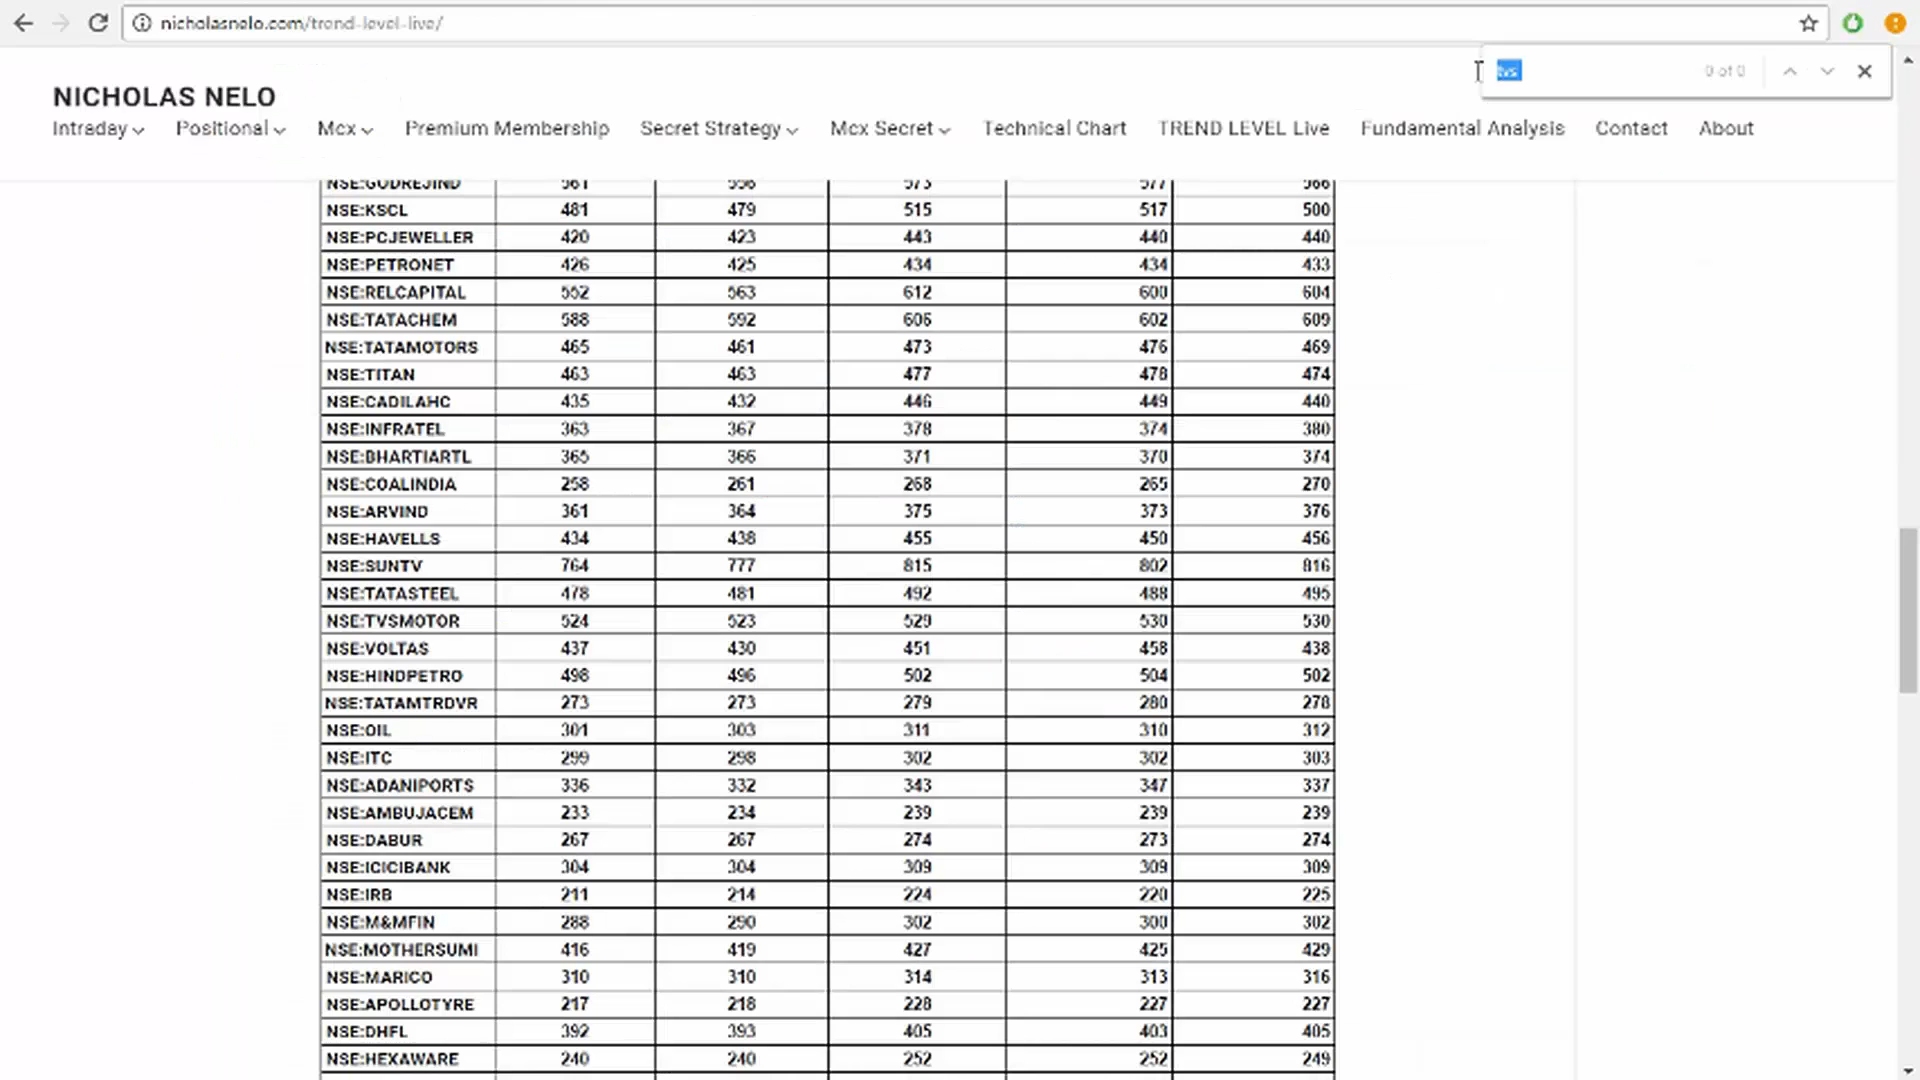 nicholasnelo.com/trend-level-live/
tvs 0 of 0
NICHOLAS NELO
Intraday Positional Mcx Premium Membership Secret Strategy Mcx Secret Technical Chart TREND LEVEL Live Fundamental Analysis Contact About
NSE:GODREJIND 561 556 573 577 566
NSE:KSCL 481 479 515 517 500
NSE:PCJEWELLER 420 423 443 440 440
NSE:PETRONET 426 425 434 434 433
NSE:RELCAPITAL 552 563 612 600 604
NSE:TATACHEM 588 592 606 602 609
NSE:TATAMOTORS 465 461 473 476 469
NSE:TITAN 463 463 477 478 474
NSE:CADILAHC 435 432 446 449 440
NSE:INFRATEL 363 367 378 374 380
NSE:BHARTIARTL 365 366 371 370 374
NSE:COALINDIA 258 261 268 265 270
NSE:ARVIND 361 364 375 373 376
NSE:HAVELLS 434 438 455 450 456
NSE:SUNTV 764 777 815 802 816
NSE:TATASTEEL 478 481 492 488 495
NSE:TVSMOTOR 524 523 529 530 530
NSE:VOLTAS 437 430 451 458 438
NSE:HINDPETRO 498 496 502 504 502
NSE:TATAMTRDVR 273 273 279 280 278
NSE:OIL 301 303 311 310 312
NSE:ITC 299 298 302 302 303
NSE:ADANIPORTS 336 332 343 347 337
NSE:AMBUJACEM 233 234 239 239 239
NSE:DABUR 267 267 274 273 274
NSE:ICICIBANK 304 304 309 309 309
NSE:IRB 211 214 224 220 225
NSE:M&MFIN 288 290 302 300 302
NSE:MOTHERSUMI 416 419 427 425 429
NSE:MARICO 310 310 314 313 316
NSE:APOLLOTYRE 217 218 228 227 227
NSE:DHFL 392 393 405 403 405
NSE:HEXAWARE 240 240 252 252 249